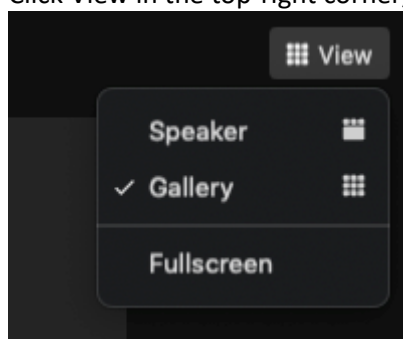 Click View in the top-right corner,
View
Speaker
Gallery
Fullscreen